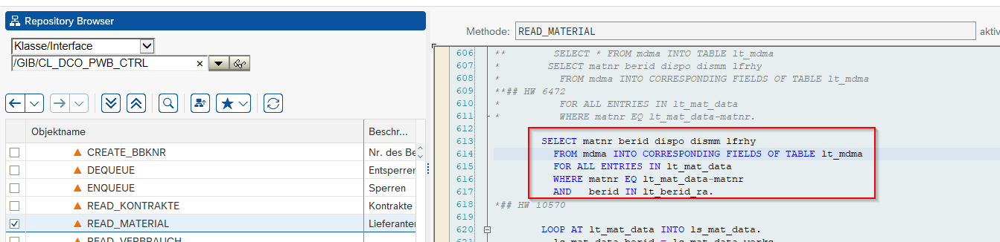 Repository Browser
Klasse/Interface
/GIB/CL_DCO_PWB_CTRL
Objektname Beschr...
CREATE_BBKNR Nr. des Be
DEQUEUE Entsperren
ENQUEUE Sperren
READ_KONTRAKTE Kontrakte
READ_MATERIAL Lieferanten
READ_VERBRAUCH
Methode: READ_MATERIAL aktiv
606 ** SELECT * FROM mdma INTO TABLE lt_mdma
607 * SELECT matnr berid dispo dismm lfrhy
608 * FROM mdma INTO CORRESPONDING FIELDS OF TABLE lt_mdma
609 **## HW 6472
610 * FOR ALL ENTRIES IN lt_mat_data
611 * WHERE matnr EQ lt_mat_data-matnr.
612
613 SELECT matnr berid dispo dismm lfrhy
614 FROM mdma INTO CORRESPONDING FIELDS OF TABLE lt_mdma
615 FOR ALL ENTRIES IN lt_mat_data
616 WHERE matnr EQ lt_mat_data-matnr
617 AND berid IN lt_berid_ra.
618 *## HW 10570
619
620 LOOP AT lt_mat_data INTO ls_mat_data.
621 ls_mat_data-berid = ls_mat_data-werks